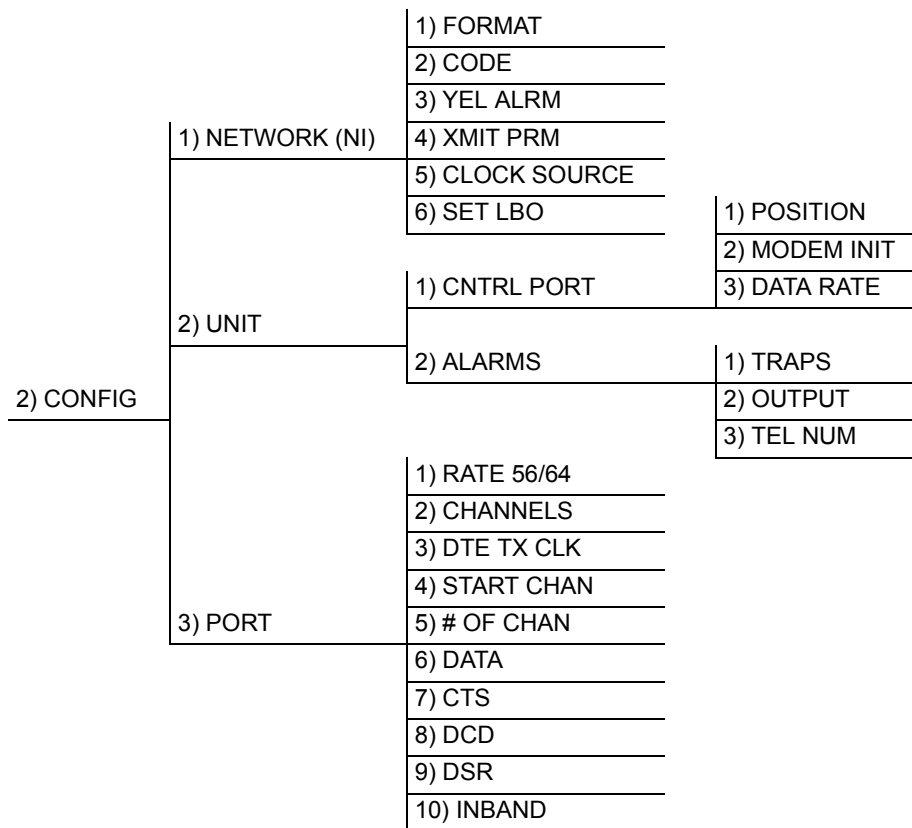 1) FORMAT
2) CODE
3) YEL ALRM
1) NETWORK (NI)
4) XMIT PRM
5) CLOCK SOURCE
6) SET LBO
1) POSITION
2) MODEM INIT
1) CNTRL PORT
3) DATA RATE
2) UNIT
2) ALARMS
1) TRAPS
2) CONFIG
2) OUTPUT
3) TEL NUM
1) RATE 56/64
2) CHANNELS
3) DTE TX CLK
4) START CHAN
3) PORT
5) # OF CHAN
6) DATA
7) CTS
8) DCD
9) DSR
10) INBAND